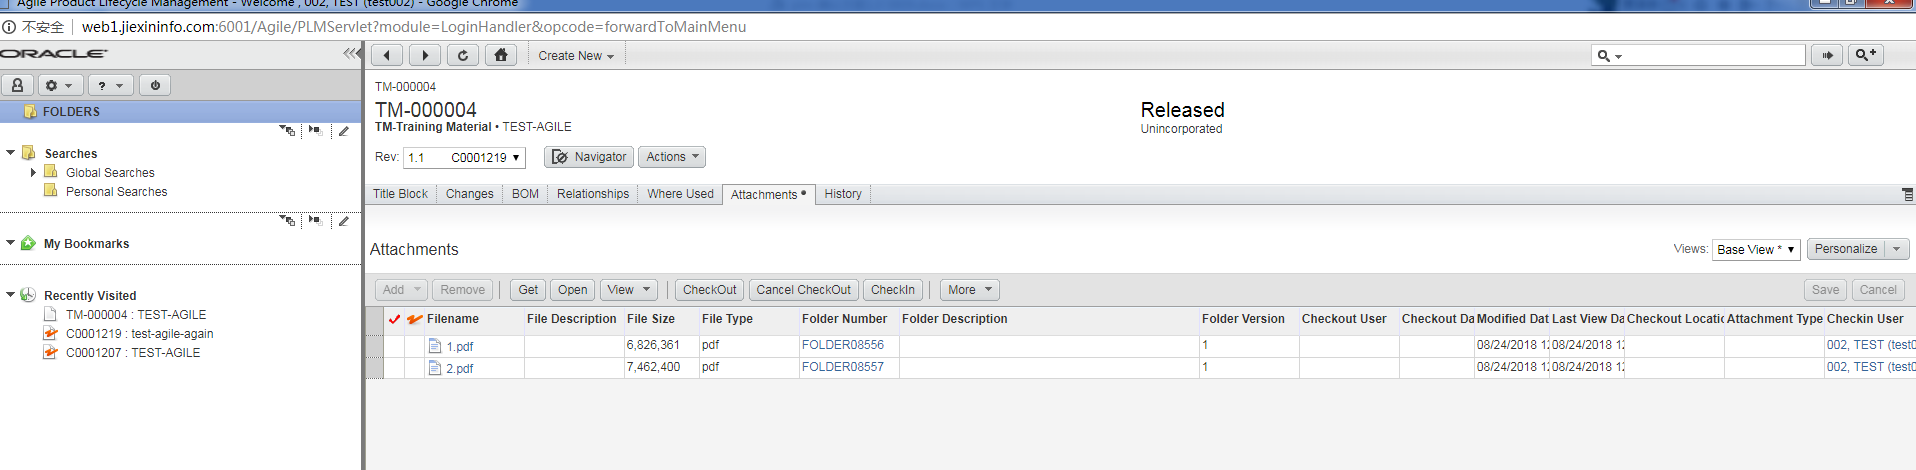 Agile Product Lifecycle Management - Welcome , 002, TEST (test002) - Google Chrome
不安全 web1.jiexininfo.com:6001/Agile/PLMServlet?module=LoginHandler&opcode=forwardToMainMenu
ORACLE
Create New
?
FOLDERS
Searches
Global Searches
Personal Searches
My Bookmarks
Recently Visited
TM-000004 : TEST-AGILE
C0001219 : test-agile-again
C0001207 : TEST-AGILE
TM-000004
TM-000004
TM-Training Material • TEST-AGILE
Released
Unincorporated
Rev: 1.1 C0001219 Navigator Actions
Title Block Changes BOM Relationships Where Used Attachments • History
Attachments
Views: Base View * Personalize
Add Remove Get Open View CheckOut Cancel CheckOut CheckIn More Save Cancel
Filename File Description File Size File Type Folder Number Folder Description Folder Version Checkout User Checkout Da Modified Dat Last View Da Checkout Locatio Attachment Type Checkin User
1.pdf 6,826,361 pdf FOLDER08556 1 08/24/2018 12 08/24/2018 12 002, TEST (test0
2.pdf 7,462,400 pdf FOLDER08557 1 08/24/2018 12 08/24/2018 12 002, TEST (test0